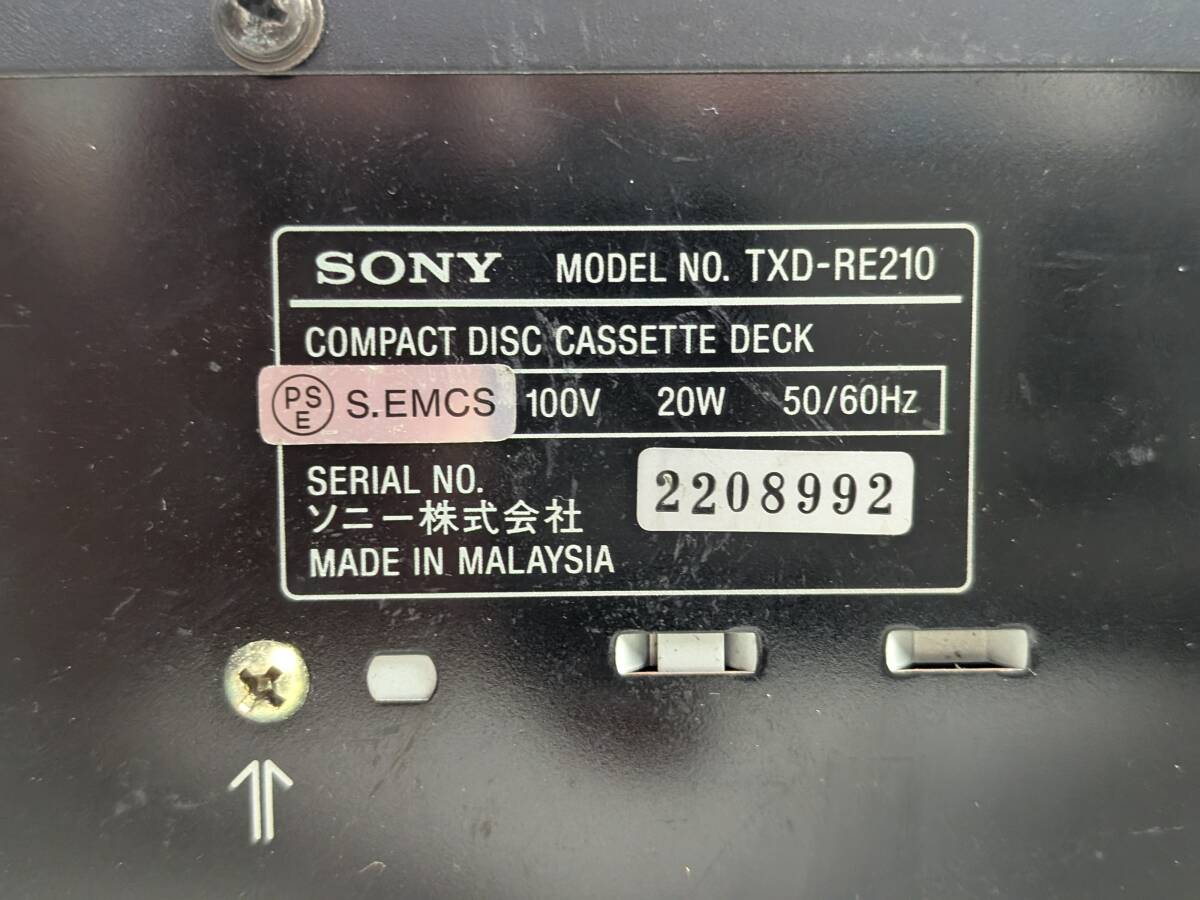 SONY MODEL NO. TXD-RE210
COMPACT DISC CASSETTE DECK
PS E S.EMCS 100V 20W 50/60Hz
SERIAL NO. 2208992
ソニー株式会社
MADE IN MALAYSIA